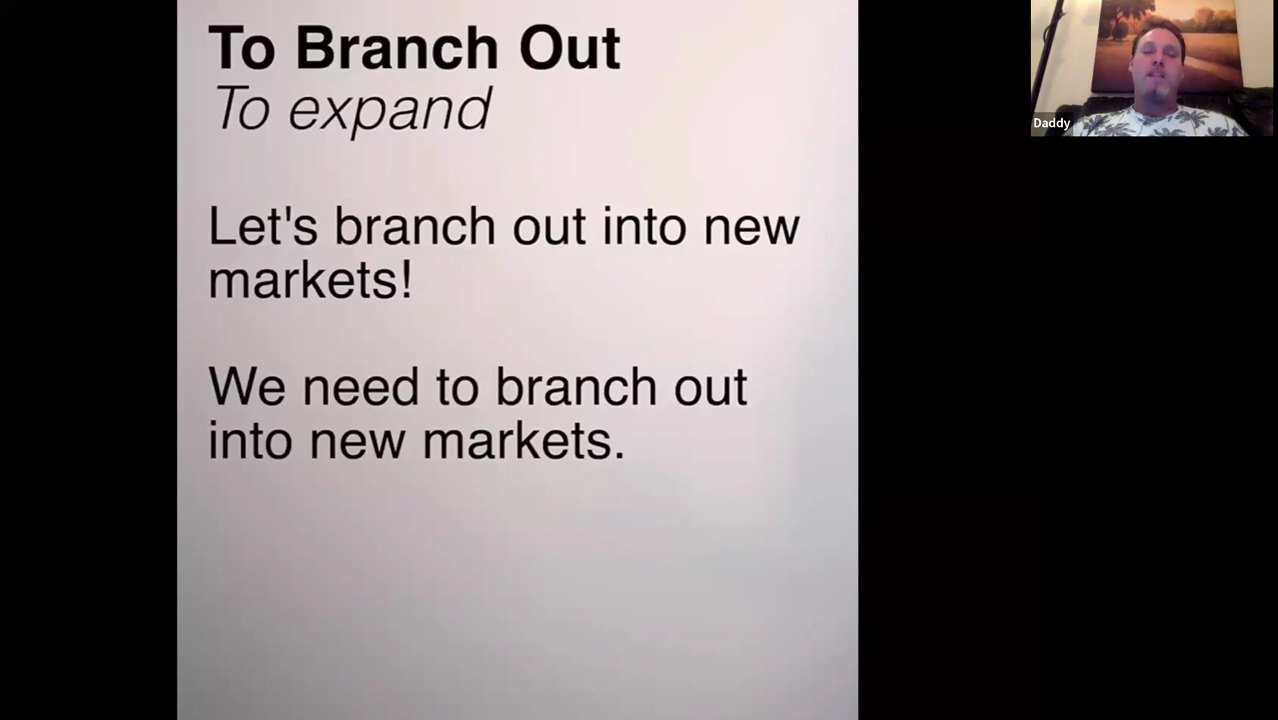 To Branch Out
To expand
Let's branch out into new
markets!
We need to branch out
into new markets.
Daddy